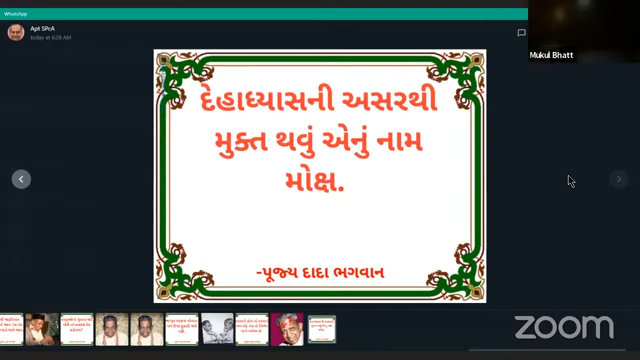 WhatsApp
Apt SPrA
today at 6:28 AM
Mukul Bhatt
દેહાધ્યાસની અસરથી
મુક્ત થવું એનું નામ
મોક્ષ.
-પૂજ્ય દાદા ભગવાન
zoom